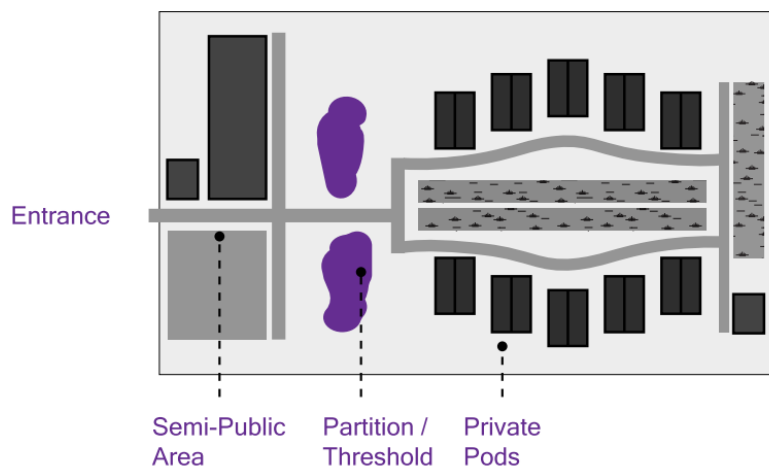 Entrance
Semi-Public
Area
Partition /
Threshold
Private
Pods